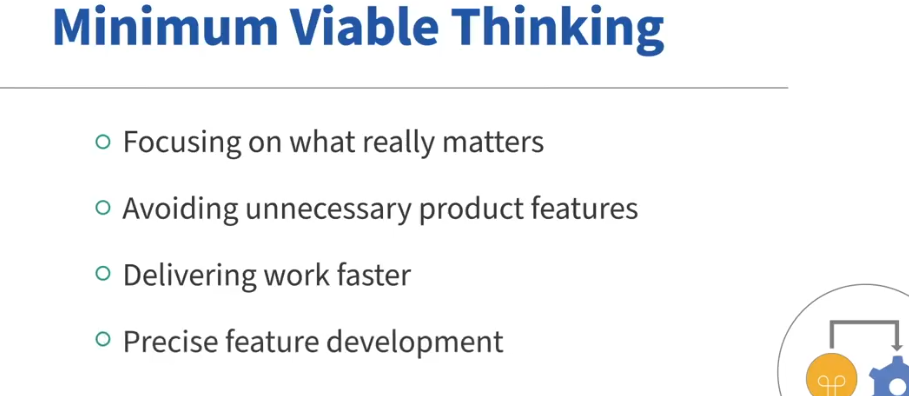 Minimum Viable Thinking
Focusing on what really matters
Avoiding unnecessary product features
Delivering work faster
Precise feature development